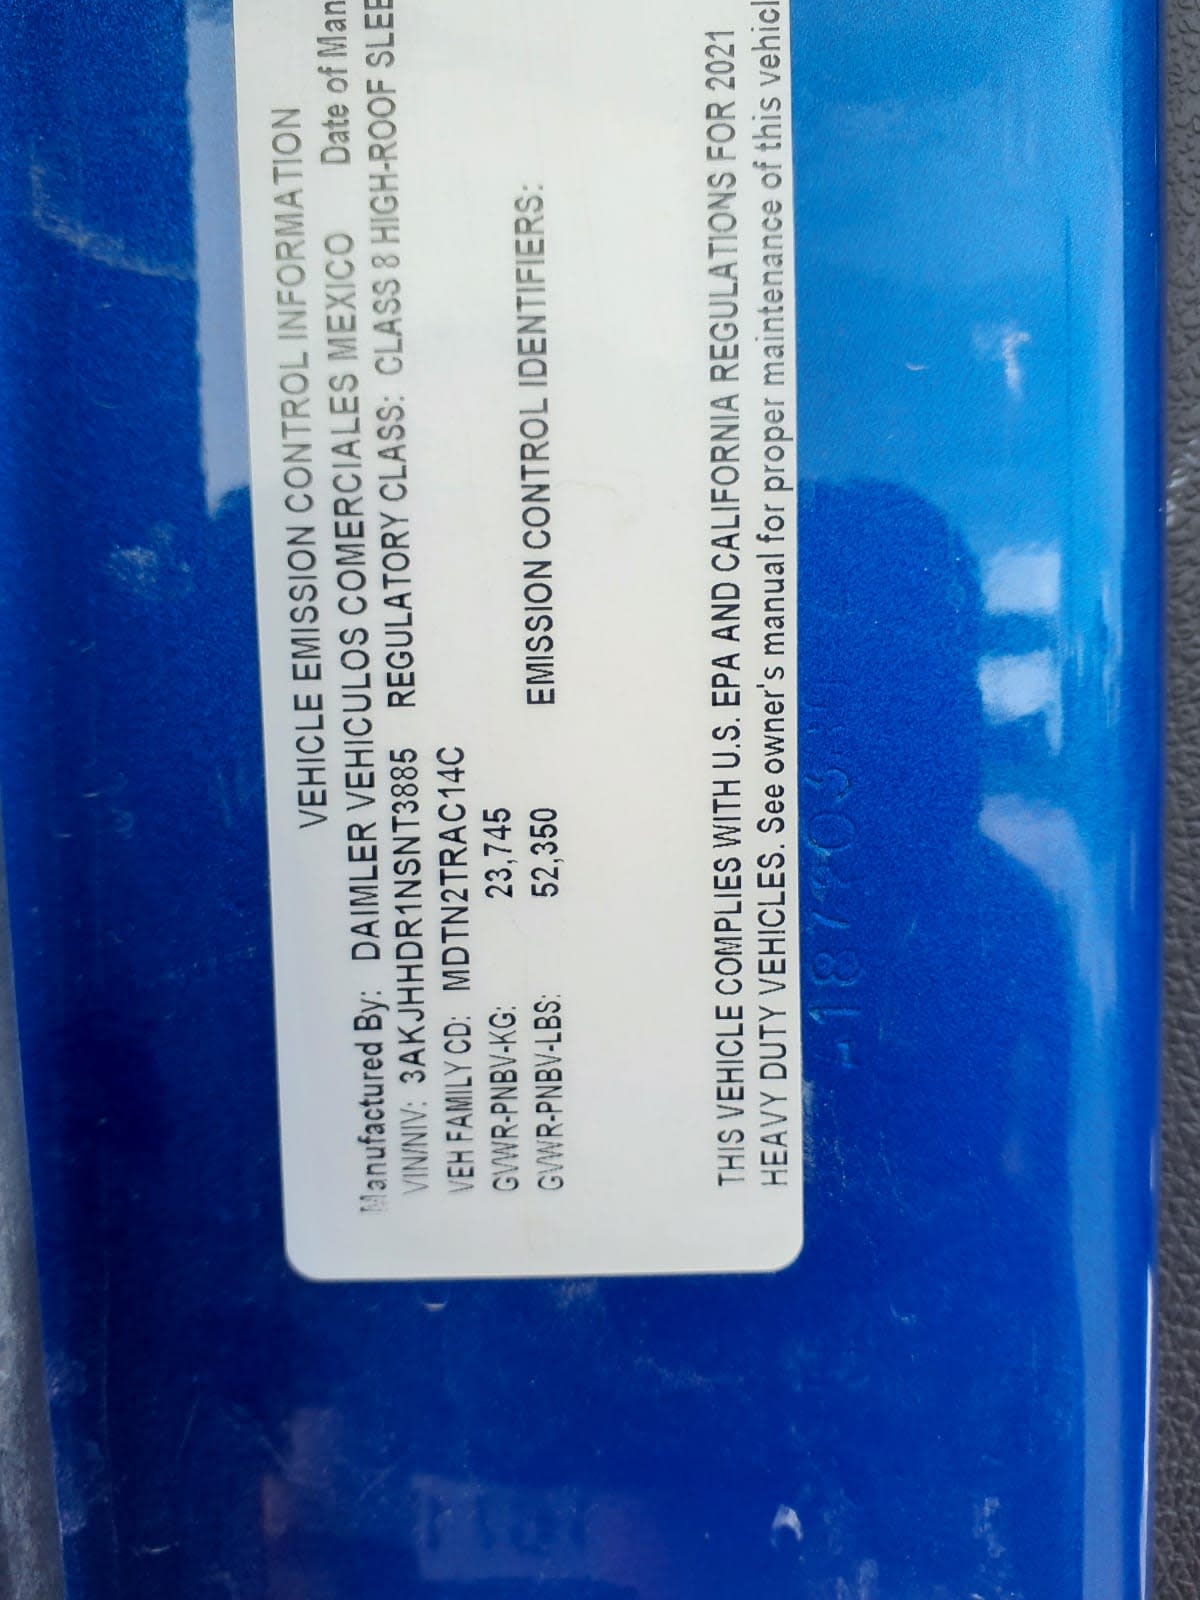 VEHICLE EMISSION CONTROL INFORMATION
Manufactured By: DAIMLER VEHICULOS COMERCIALES MEXICO Date of Man
VIN/NIV: 3AKJHHDR1NSNT3885 REGULATORY CLASS: CLASS 8 HIGH-ROOF SLEE
VEH FAMILY CD: MDTN2TRAC14C
GVWR-PNBV-KG: 23,745
GVWR-PNBV-LBS: 52,350 EMISSION CONTROL IDENTIFIERS:
THIS VEHICLE COMPLIES WITH U.S. EPA AND CALIFORNIA REGULATIONS FOR 2021
HEAVY DUTY VEHICLES. See owner's manual for proper maintenance of this vehicl